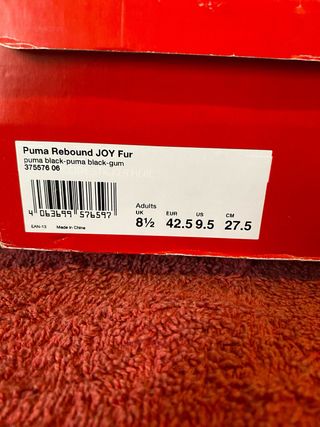 Puma Rebound JOY Fur
puma black-puma black-gum
375576 06
4 063699 576597
EAN-13 Made in China
Adults
UK EUR US CM
8½ 42.5 9.5 27.5